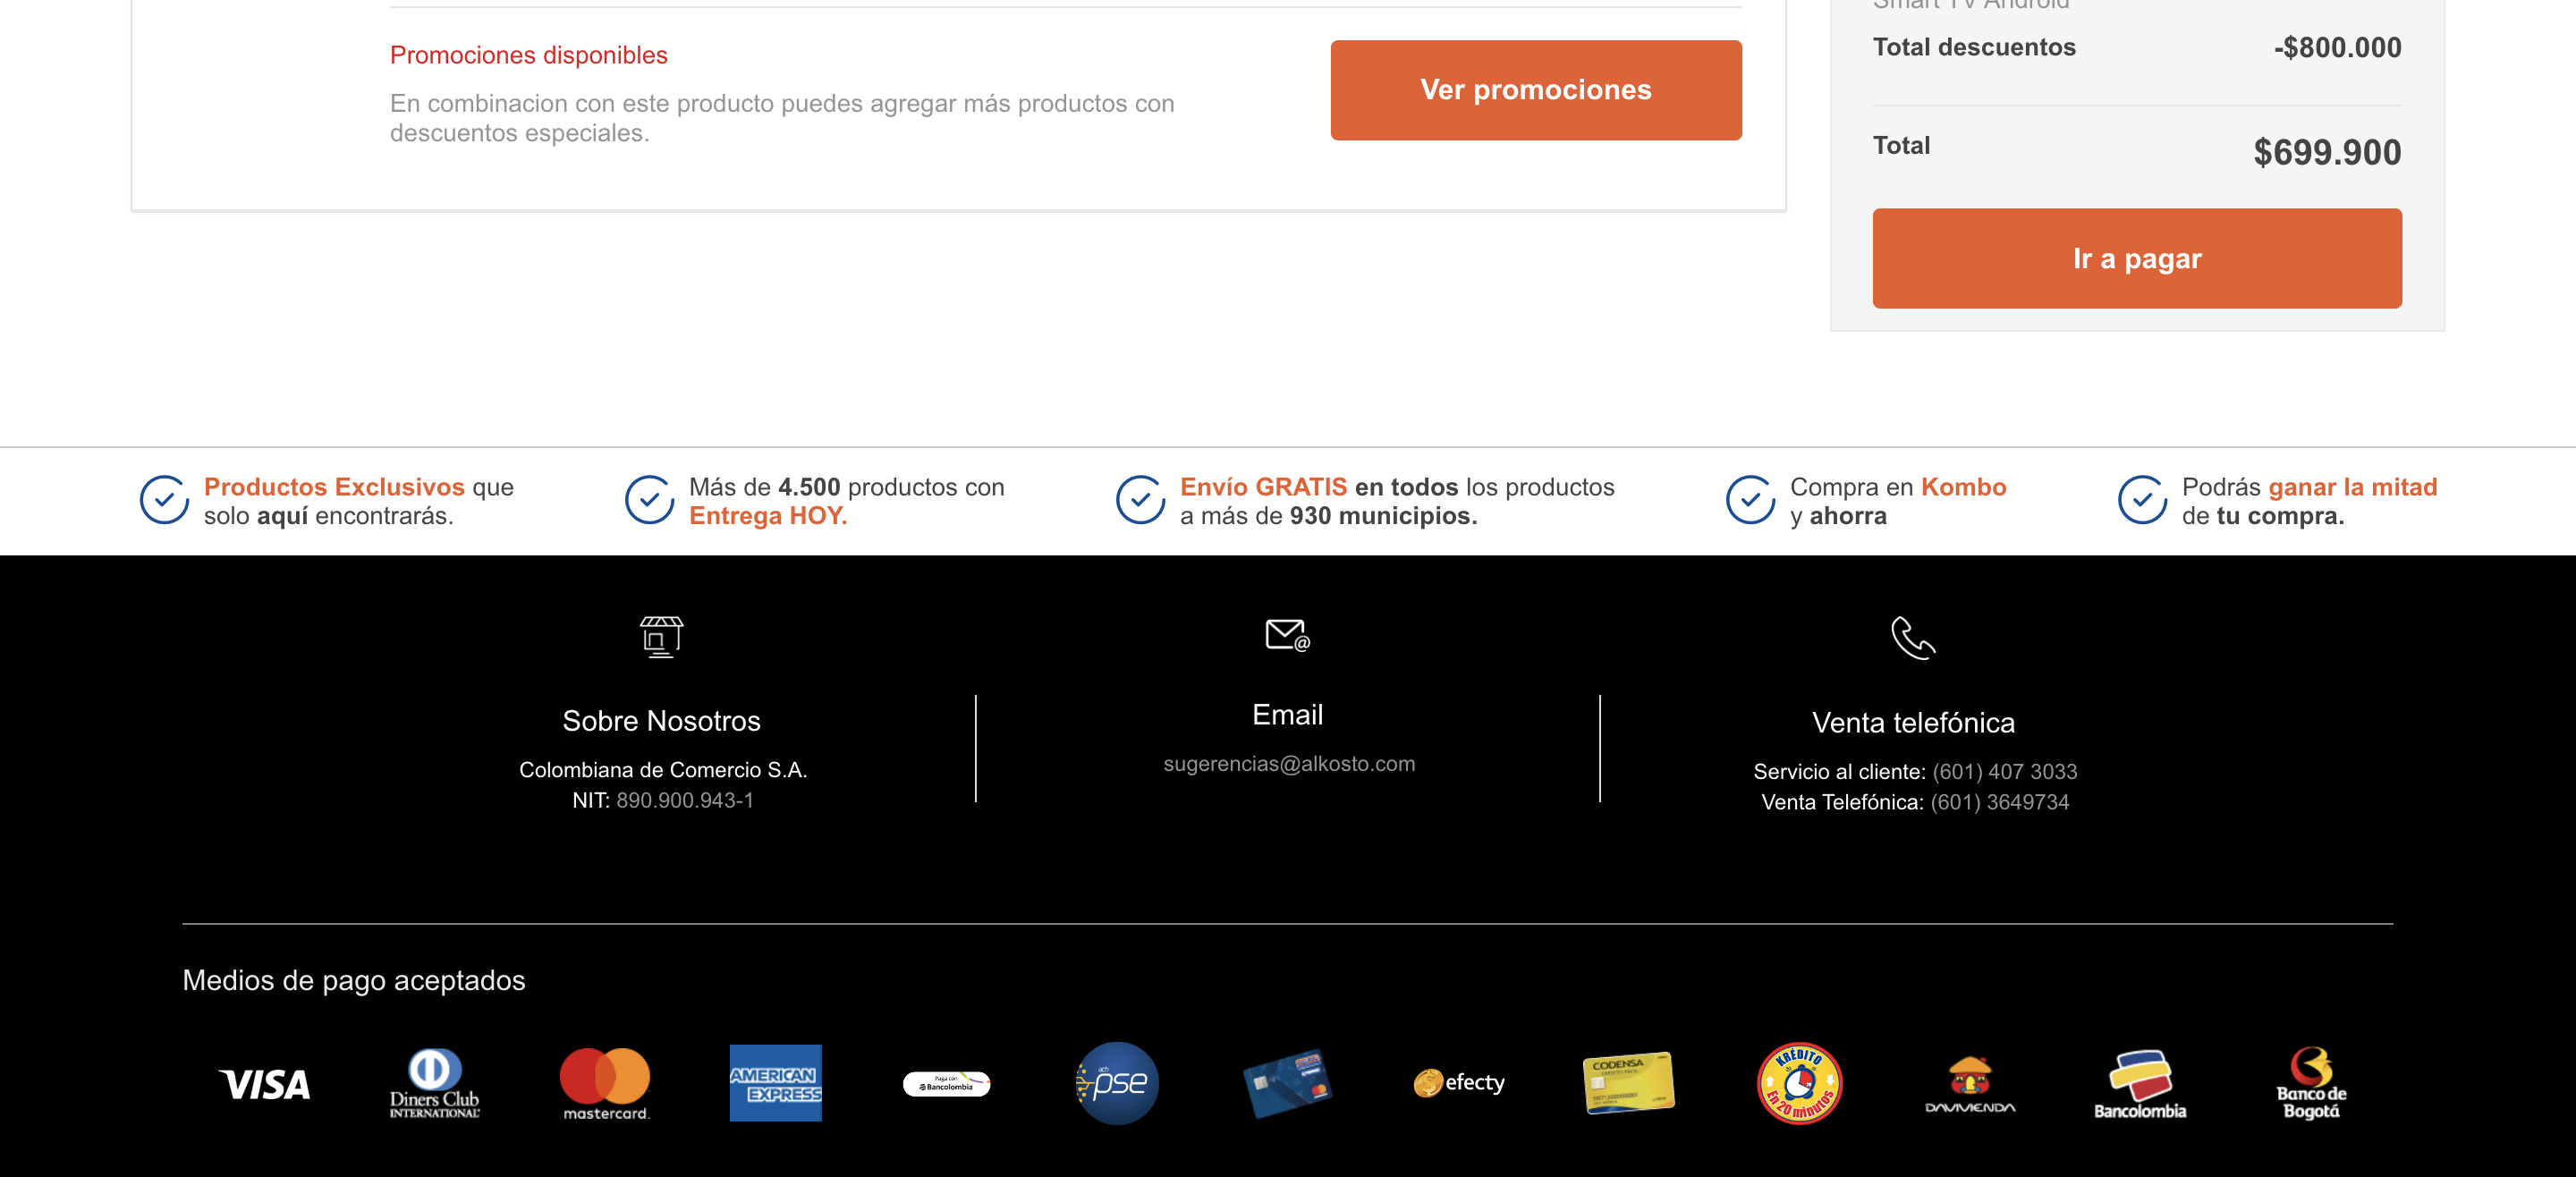 Smart TV Android
Promociones disponibles
En combinacion con este producto puedes agregar más productos con
descuentos especiales.
Ver promociones
Total descuentos -$800.000
Total $699.900
Ir a pagar
Productos Exclusivos que
solo aquí encontrarás.
Más de 4.500 productos con
Entrega HOY.
Envío GRATIS en todos los productos
a más de 930 municipios.
Compra en Kombo
y ahorra
Podrás ganar la mitad
de tu compra.
Sobre Nosotros
Colombiana de Comercio S.A.
NIT: 890.900.943-1
Email
sugerencias@alkosto.com
Venta telefónica
Servicio al cliente: (601) 407 3033
Venta Telefónica: (601) 3649734
Medios de pago aceptados
VISA
Diners Club
INTERNATIONAL
mastercard.
AMERICAN
EXPRESS
Paga con
Bancolombia
ach
pse
efecty
CODENSA
KRÉDITO
En 20 minutos
DAVIVIENDA
Bancolombia
Banco de
Bogotá